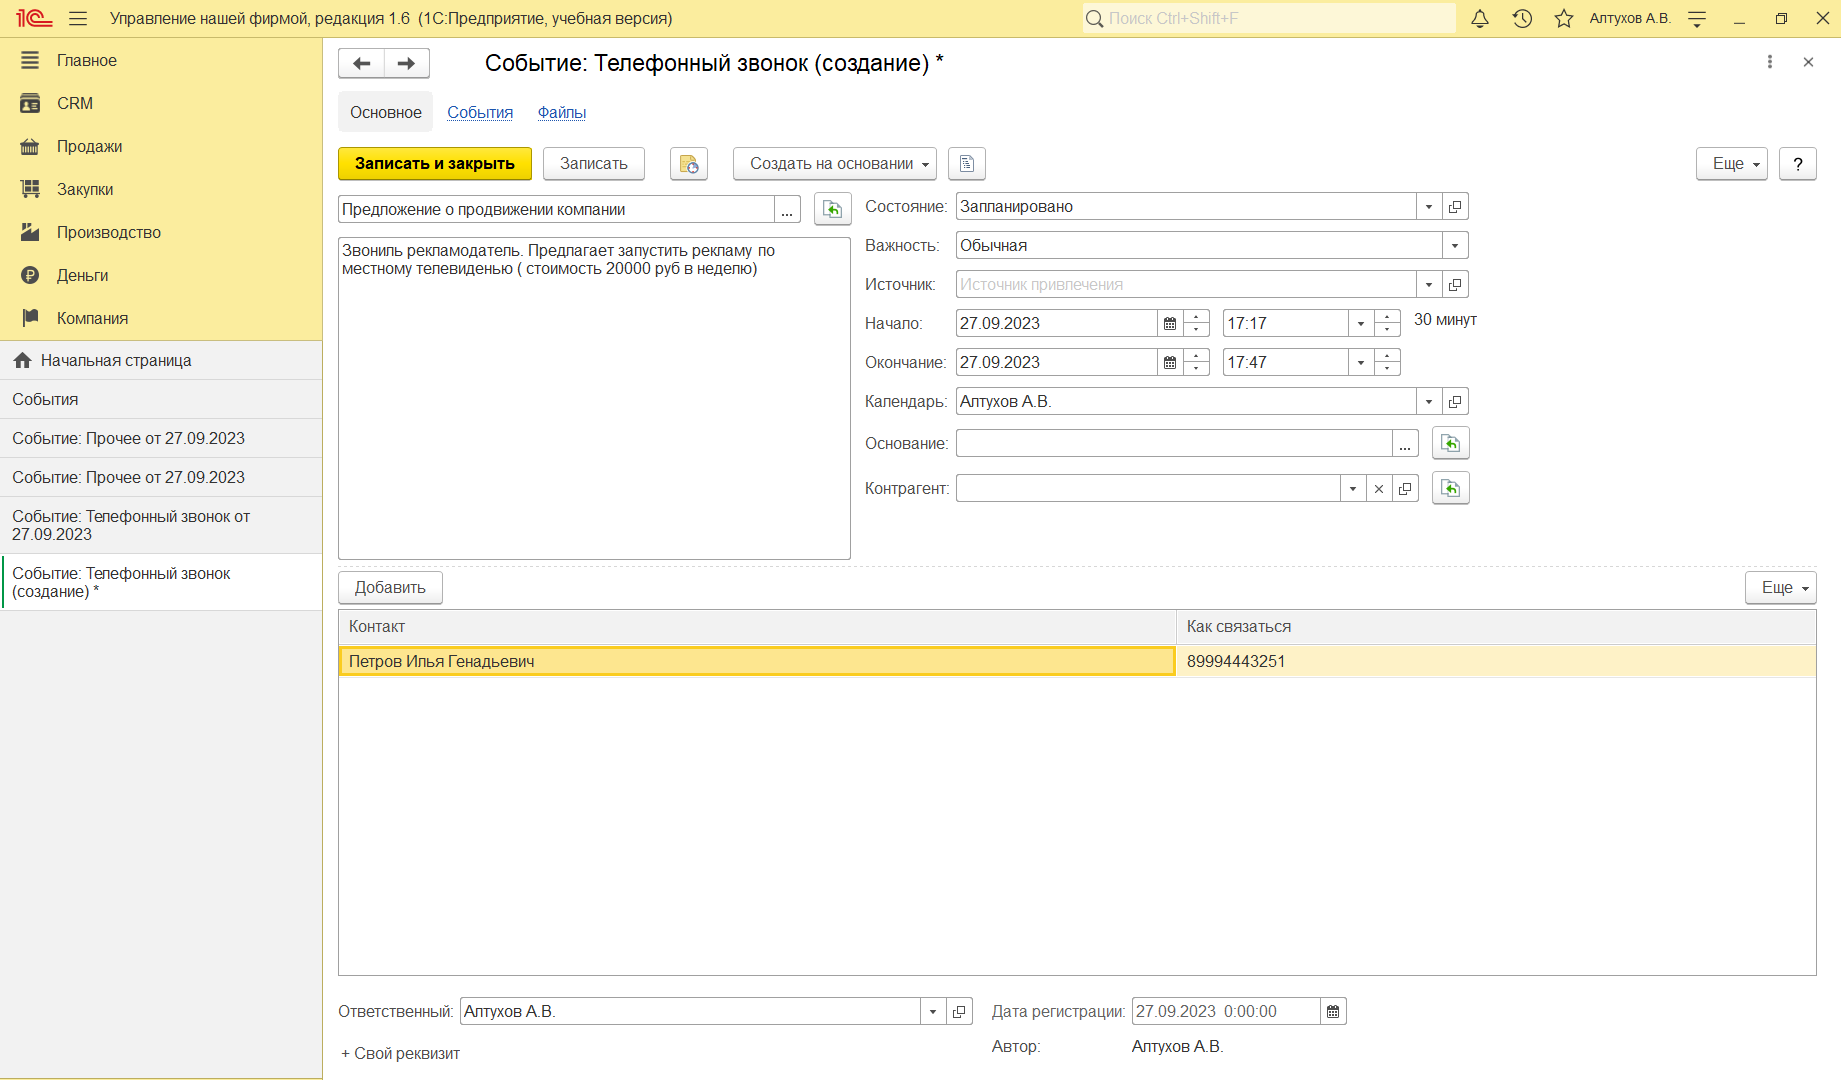 1С Управление нашей фирмой, редакция 1.6 (1С:Предприятие, учебная версия)
Поиск Ctrl+Shift+F
Алтухов А.В.
Главное
CRM
Продажи
Закупки
Производство
Деньги
Компания
Начальная страница
События
Событие: Прочее от 27.09.2023
Событие: Прочее от 27.09.2023
Событие: Телефонный звонок от
27.09.2023
Событие: Телефонный звонок
(создание) *
Событие: Телефонный звонок (создание) *
Основное События Файлы
Записать и закрыть Записать Создать на основании Еще ?
Предложение о продвижении компании ...
Звониль рекламодатель. Предлагает запустить рекламу по
местному телевиденью ( стоимость 20000 руб в неделю)
Состояние: Запланировано
Важность: Обычная
Источник: Источник привлечения
Начало: 27.09.2023 17:17 30 минут
Окончание: 27.09.2023 17:47
Календарь: Алтухов А.В.
Основание: ...
Контрагент:
Добавить Еще
Контакт Как связаться
Петров Илья Генадьевич 89994443251
Ответственный: Алтухов А.В. Дата регистрации: 27.09.2023 0:00:00
+ Свой реквизит Автор: Алтухов А.В.